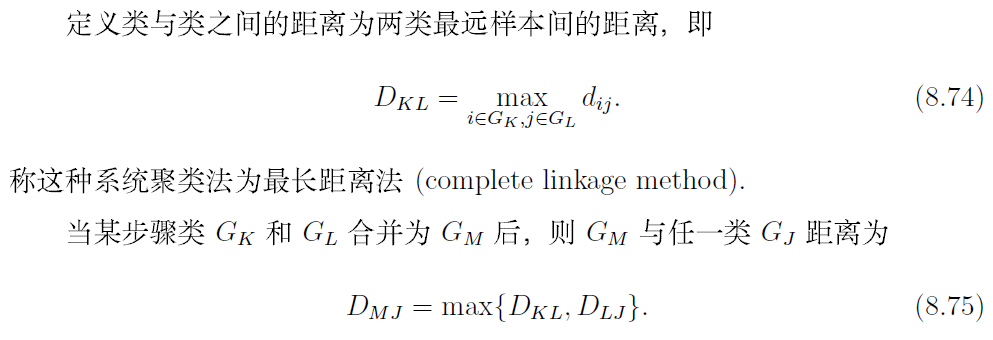 定义类与类之间的距离为两类最远样本间的距离，即
D_{KL} = \max_{i∈G_K, j∈G_L} d_{ij}. (8.74)
称这种系统聚类法为最长距离法 (complete linkage method).
当某步骤类 G_K 和 G_L 合并为 G_M 后，则 G_M 与任一类 G_J 距离为
D_{MJ} = max{D_{KL}, D_{LJ}}. (8.75)